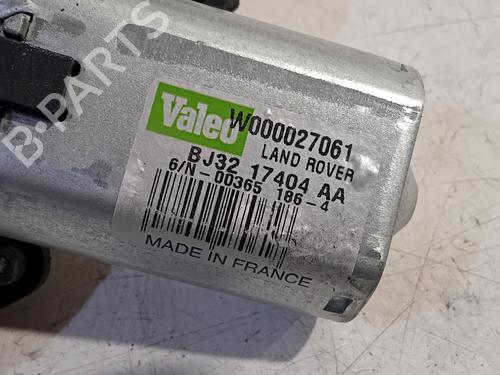 B-PARTS
Valeo
W000027061
LAND ROVER
BJ32 17404 AA
6/N-00365 186-4
MADE IN FRANCE